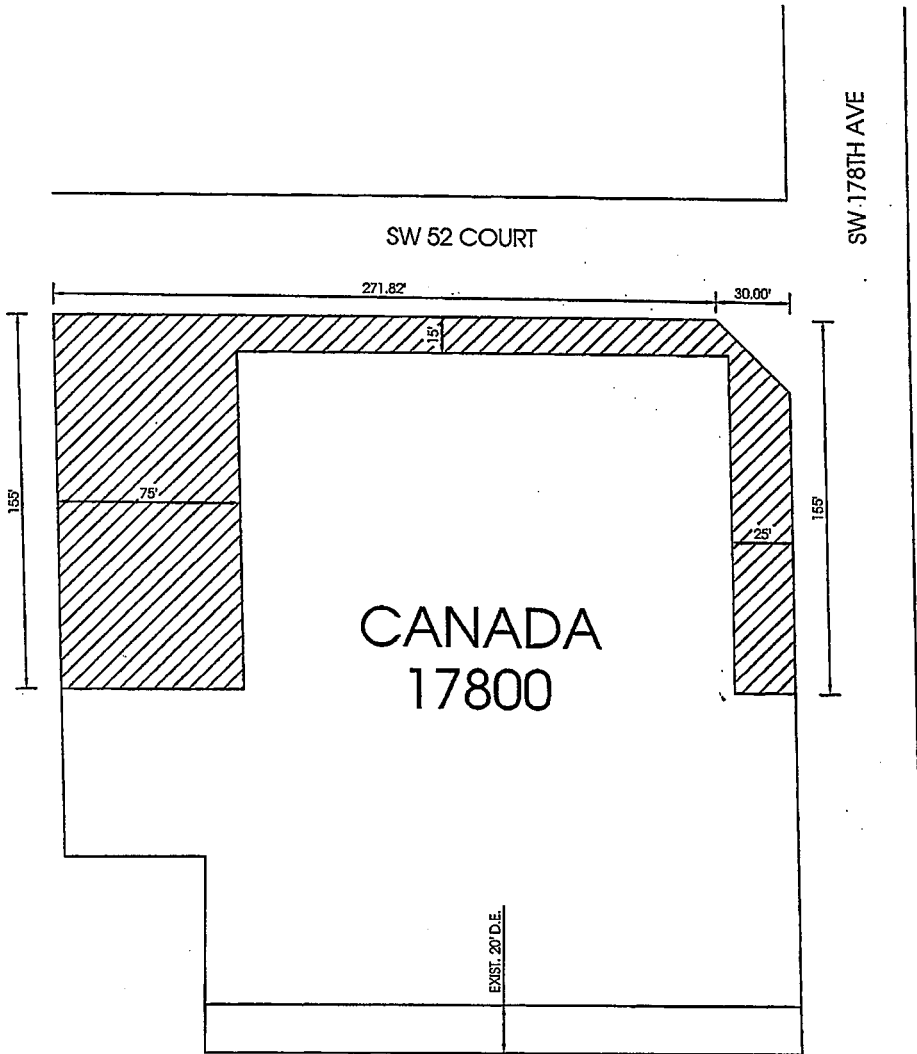 SW 178TH AVE
SW 52 COURT
271.82'
30.00'
15'
155'
75'
155'
25'
CANADA
17800
EXIST. 20' D.E.